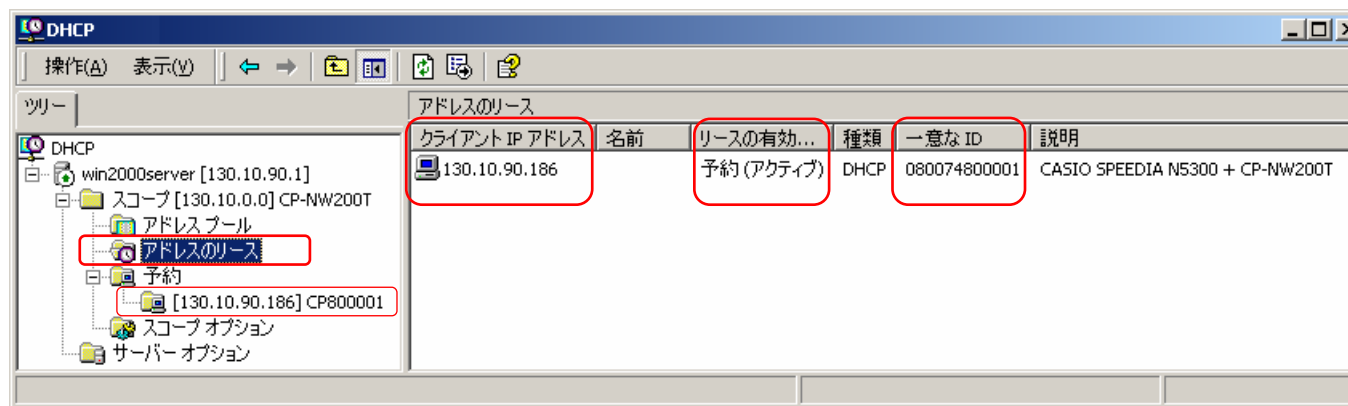 DHCP
操作(A) 表示(V)
ツリー
アドレスのリース
クライアント IP アドレス 名前 リースの有効... 種類 一意な ID 説明
130.10.90.186 予約 (アクティブ) DHCP 080074800001 CASIO SPEEDIA N5300 + CP-NW200T
DHCP
win2000server [130.10.90.1]
スコープ [130.10.0.0] CP-NW200T
アドレス プール
アドレスのリース
予約
[130.10.90.186] CP800001
スコープ オプション
サーバー オプション